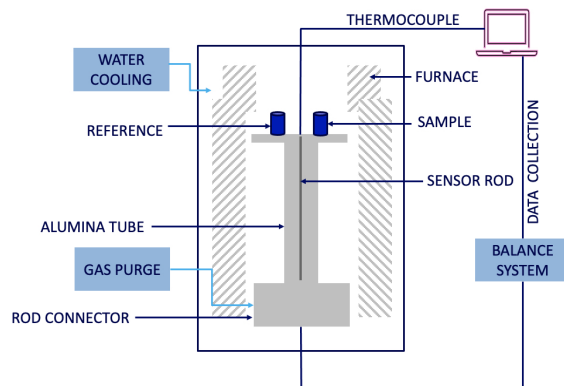 THERMOCOUPLE
WATER
COOLING
FURNACE
REFERENCE
SAMPLE
SENSOR ROD
DATA COLLECTION
ALUMINA TUBE
BALANCE
SYSTEM
GAS PURGE
ROD CONNECTOR